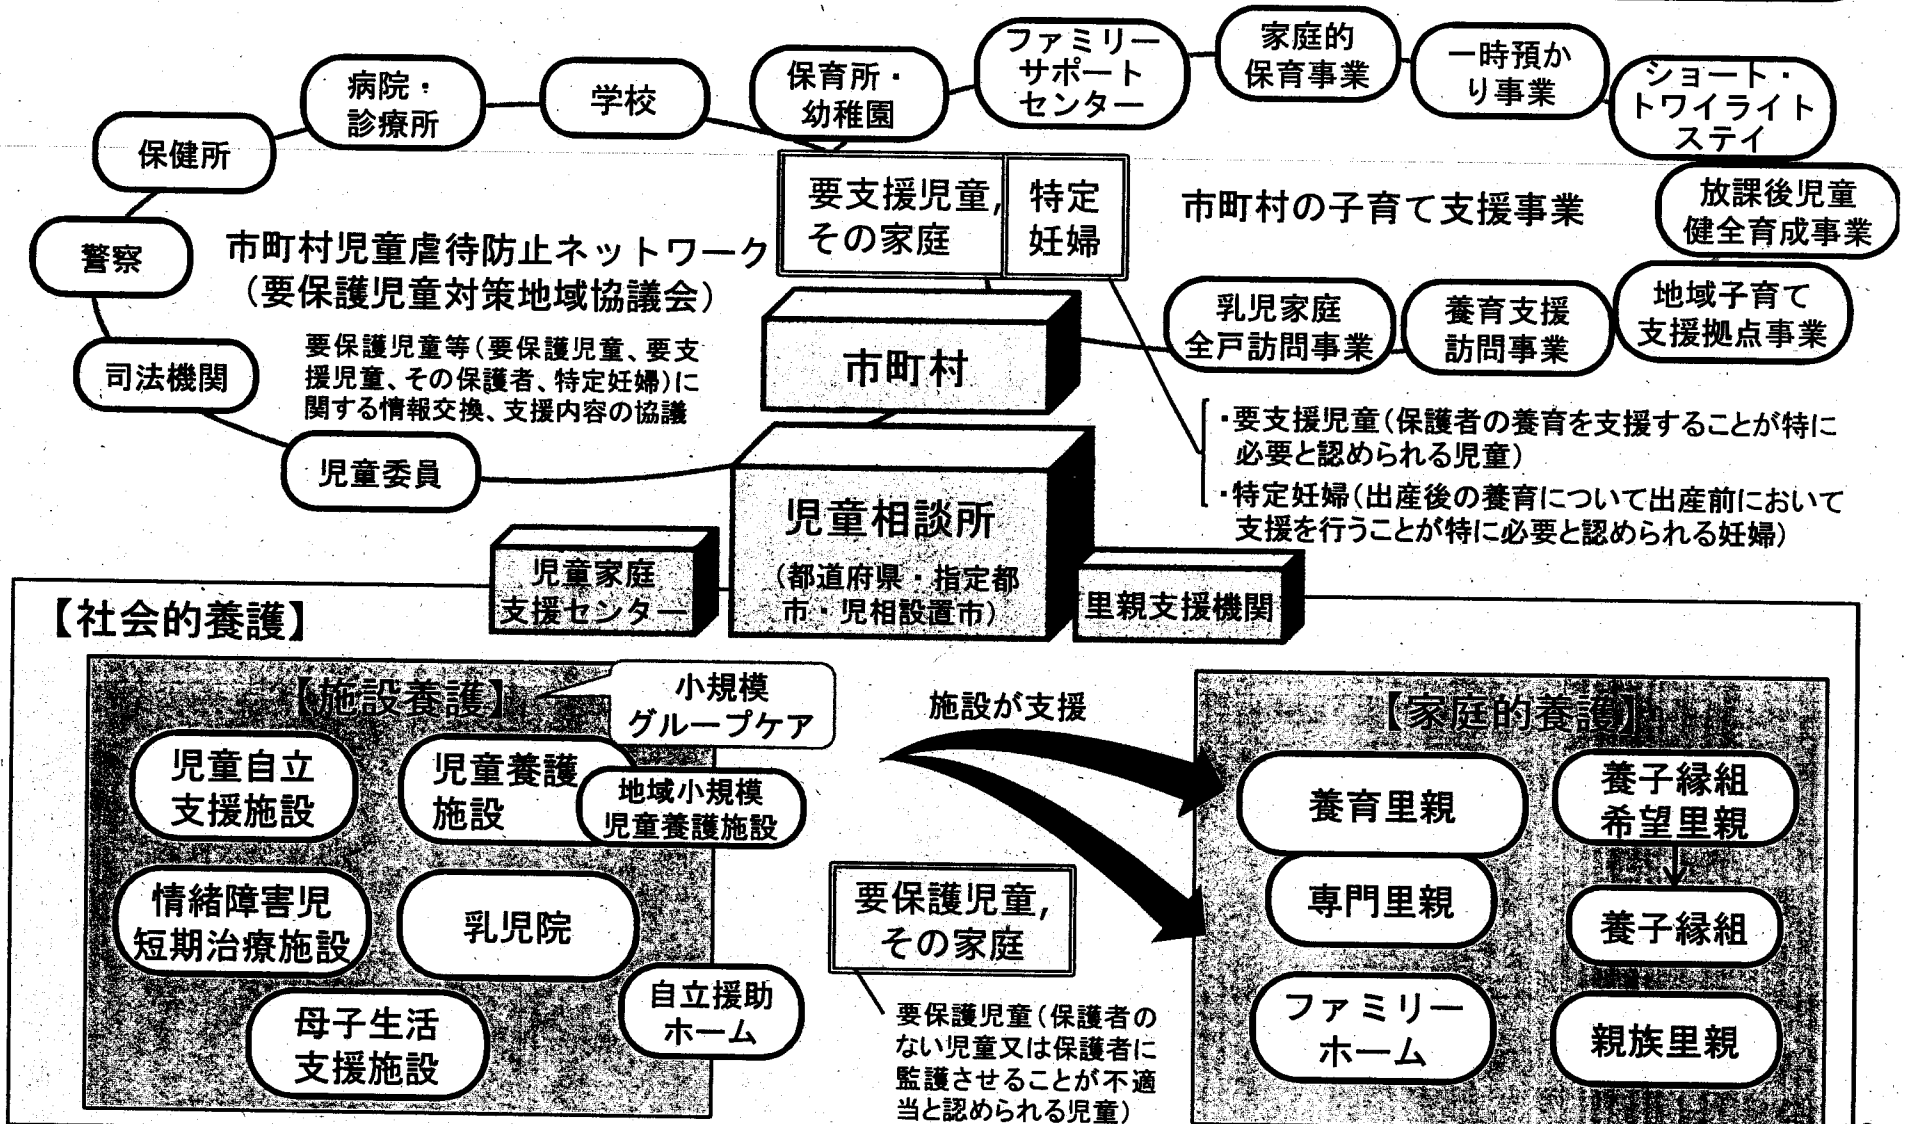 ファミリー
サポート
センター
家庭的
保育事業
一時預か
り事業
ショート・
トワイライト
ステイ
病院・
診療所
学校
保育所・
幼稚園
保健所
警察
司法機関
児童委員
市町村児童虐待防止ネットワーク
（要保護児童対策地域協議会）
要保護児童等（要保護児童、要支
援児童、その保護者、特定妊婦）に
関する情報交換、支援内容の協議
要支援児童,
その家庭
特定
妊婦
市町村の子育て支援事業
放課後児童
健全育成事業
地域子育て
支援拠点事業
養育支援
訪問事業
乳児家庭
全戸訪問事業
市町村
・要支援児童（保護者の養育を支援することが特に
必要と認められる児童）
・特定妊婦（出産後の養育について出産前において
支援を行うことが特に必要と認められる妊婦）
児童相談所
（都道府県・指定都
市・児相設置市）
児童家庭
支援センター
里親支援機関
【社会的養護】
【施設養護】
小規模
グループケア
児童自立
支援施設
児童養護
施設
地域小規模
児童養護施設
情緒障害児
短期治療施設
乳児院
母子生活
支援施設
自立援助
ホーム
施設が支援
要保護児童,
その家庭
要保護児童（保護者の
ない児童又は保護者に
監護させることが不適
当と認められる児童）
【家庭的養護】
養育里親
専門里親
ファミリー
ホーム
養子縁組
希望里親
養子縁組
親族里親